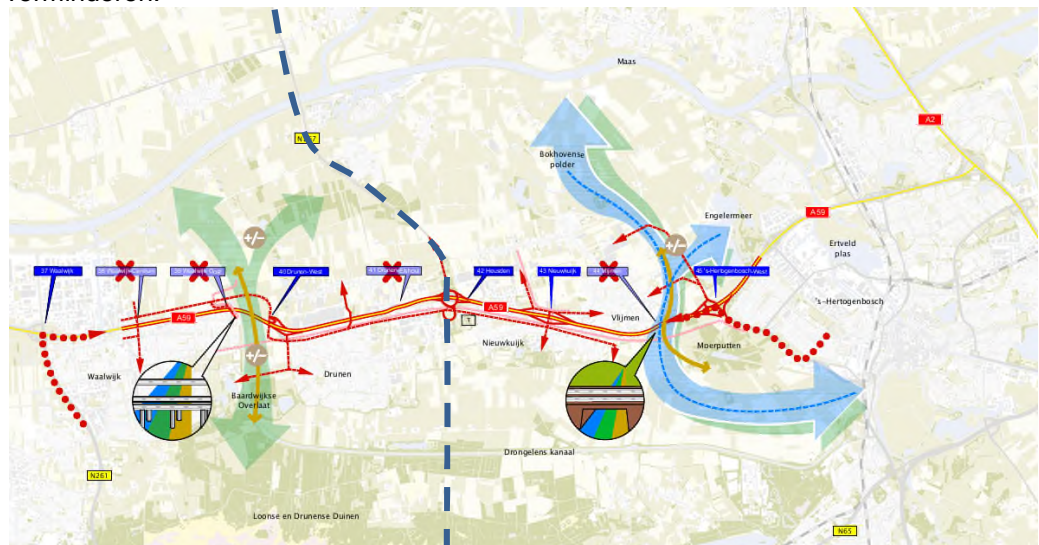 Maas
A2
Bokhovense
polder
Engelermeer
+/-
+/-
A59
Ertveld
plas
37 Waalwijk
40 Drunen-West
42 Heusden
43 Nieuwkuijk
45 's-Hertogenbosch-West
's-Hertogenbosch
A59
A59
Vlijmen
Nieuwkuijk
Moerputten
+/-
Waalwijk
Drunen
Baardwijkse
Overlaat
Drongelens kanaal
N261
Loonse en Drunense Duinen
N65